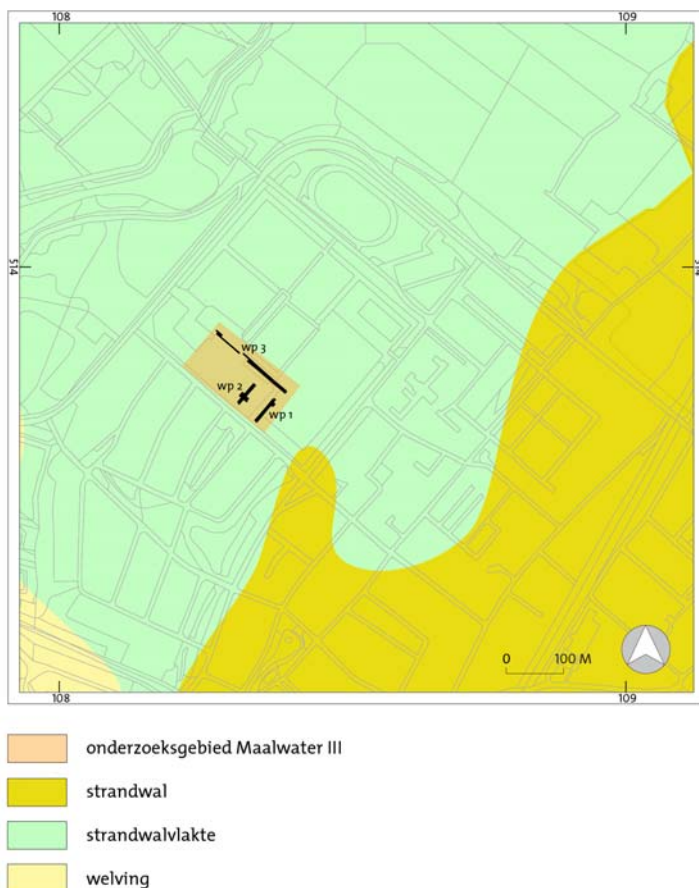 108 109
514 514
wp 3
wp 2
wp 1
0 100 M
108 109
onderzoeksgebied Maalwater III
strandwal
strandwalvlakte
welving